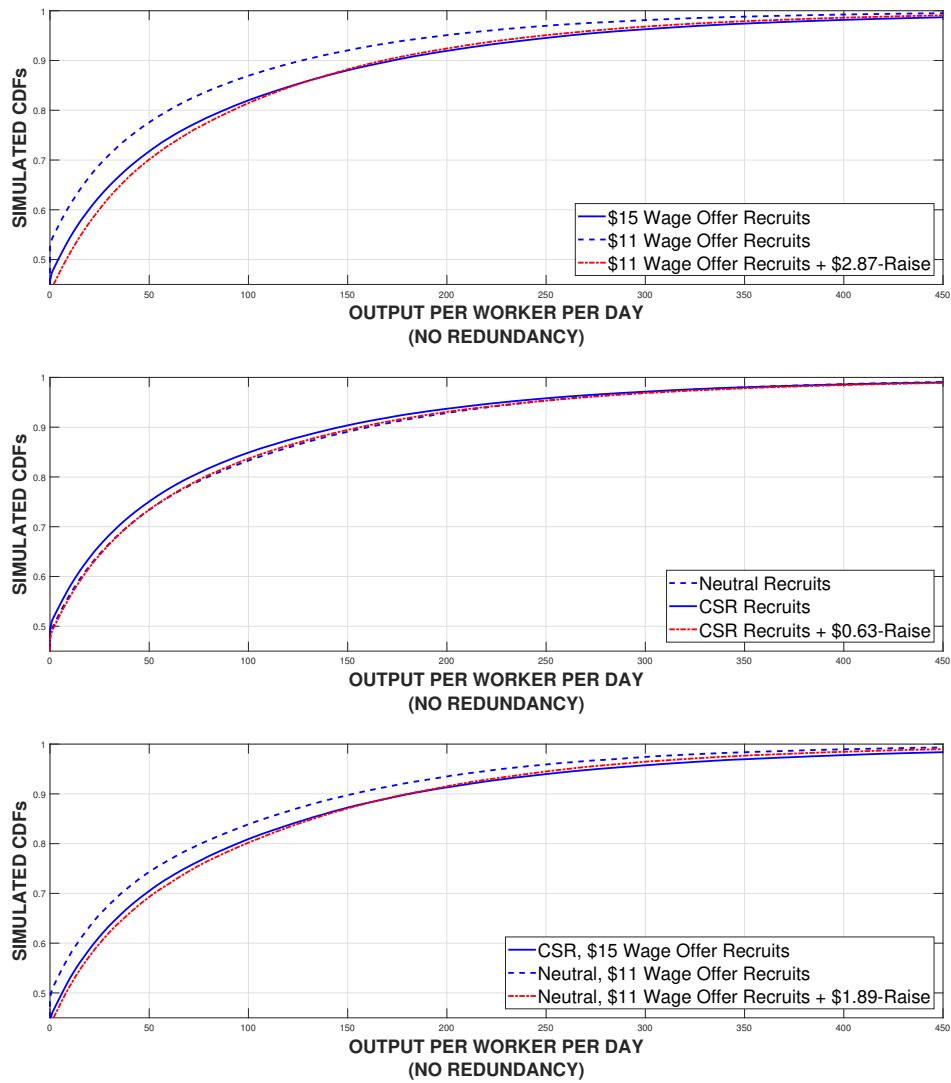 1
0.9
0.8
0.7
0.6
0.5
SIMULATED CDFs
$15 Wage Offer Recruits
$11 Wage Offer Recruits
$11 Wage Offer Recruits + $2.87-Raise
0 50 100 150 200 250 300 350 400 450
OUTPUT PER WORKER PER DAY
(NO REDUNDANCY)
1
0.9
0.8
0.7
0.6
0.5
SIMULATED CDFs
Neutral Recruits
CSR Recruits
CSR Recruits + $0.63-Raise
0 50 100 150 200 250 300 350 400 450
OUTPUT PER WORKER PER DAY
(NO REDUNDANCY)
1
0.9
0.8
0.7
0.6
0.5
SIMULATED CDFs
CSR, $15 Wage Offer Recruits
Neutral, $11 Wage Offer Recruits
Neutral, $11 Wage Offer Recruits + $1.89-Raise
0 50 100 150 200 250 300 350 400 450
OUTPUT PER WORKER PER DAY
(NO REDUNDANCY)